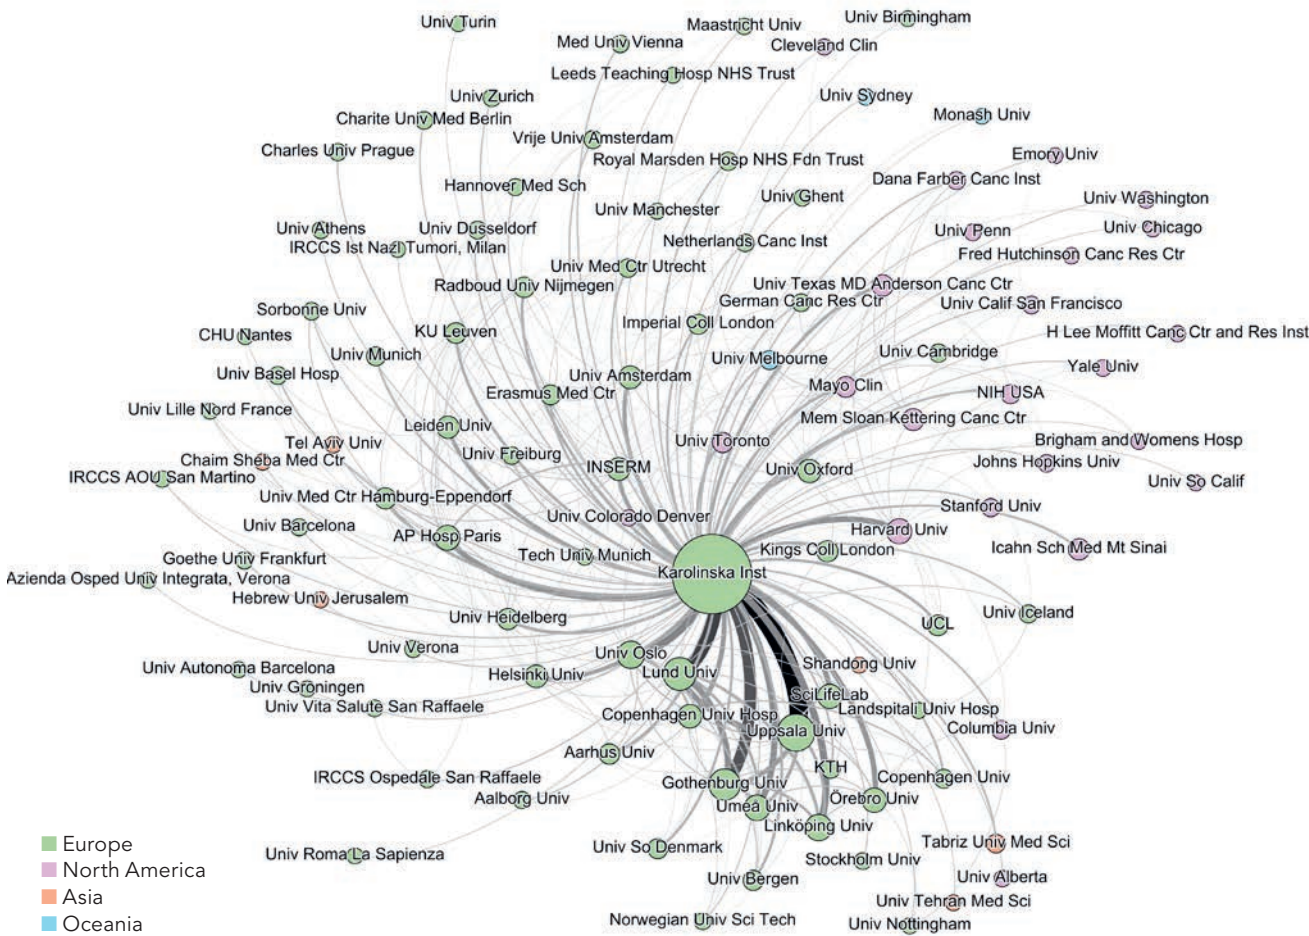 Univ Turin
Univ Birmingham
Maastricht Univ
Med Univ Vienna
Cleveland Clin
Leeds Teaching Hosp NHS Trust
Univ Zurich
Univ Sydney
Charite Univ Med Berlin
Monash Univ
Vrije Univ Amsterdam
Charles Univ Prague
Royal Marsden Hosp NHS Fdn Trust
Emory Univ
Dana Farber Canc Inst
Hannover Med Sch
Univ Ghent
Univ Washington
Univ Manchester
Univ Athens
Univ Dusseldorf
Univ Penn
Univ Chicago
IRCCS Ist Nazl Tumori, Milan
Netherlands Canc Inst
Fred Hutchinson Canc Res Ctr
Univ Med Ctr Utrecht
Radboud Univ Nijmegen
Univ Texas MD Anderson Canc Ctr
German Canc Res Ctr
Univ Calif San Francisco
Sorbonne Univ
Imperial Coll London
CHU Nantes
KU Leuven
H Lee Moffitt Canc Ctr and Res Inst
Univ Munich
Univ Melbourne
Univ Cambridge
Univ Basel Hosp
Univ Amsterdam
Yale Univ
Erasmus Med Ctr
Mayo Clin
NIH USA
Univ Lille Nord France
Leiden Univ
Mem Sloan Kettering Canc Ctr
Tel Aviv Univ
Univ Toronto
Brigham and Womens Hosp
Chaim Sheba Med Ctr
Univ Freiburg
INSERM
Univ Oxford
Johns Hopkins Univ
IRCCS AOU San Martino
Univ So Calif
Univ Med Ctr Hamburg-Eppendorf
Stanford Univ
Univ Barcelona
Univ Colorado Denver
AP Hosp Paris
Harvard Univ
Goethe Univ Frankfurt
Tech Univ Munich
Kings Coll London
Icahn Sch Med Mt Sinai
Azienda Osped Univ Integrata, Verona
Karolinska Inst
Hebrew Univ Jerusalem
Univ Heidelberg
UCL
Univ Iceland
Univ Verona
Univ Oslo
Univ Autonoma Barcelona
Helsinki Univ
Lund Univ
Shandong Univ
Univ Groningen
SciLifeLab
Univ Vita Salute San Raffaele
Copenhagen Univ Hosp
Landspitali Univ Hosp
Uppsala Univ
Columbia Univ
Aarhus Univ
KTH
IRCCS Ospedale San Raffaele
Gothenburg Univ
Copenhagen Univ
Aalborg Univ
Umeå Univ
Örebro Univ
Linköping Univ
Europe
Univ Roma La Sapienza
Univ So Denmark
Stockholm Univ
Tabriz Univ Med Sci
North America
Univ Bergen
Univ Alberta
Asia
Univ Tehran Med Sci
Oceania
Norwegian Univ Sci Tech
Univ Nottingham